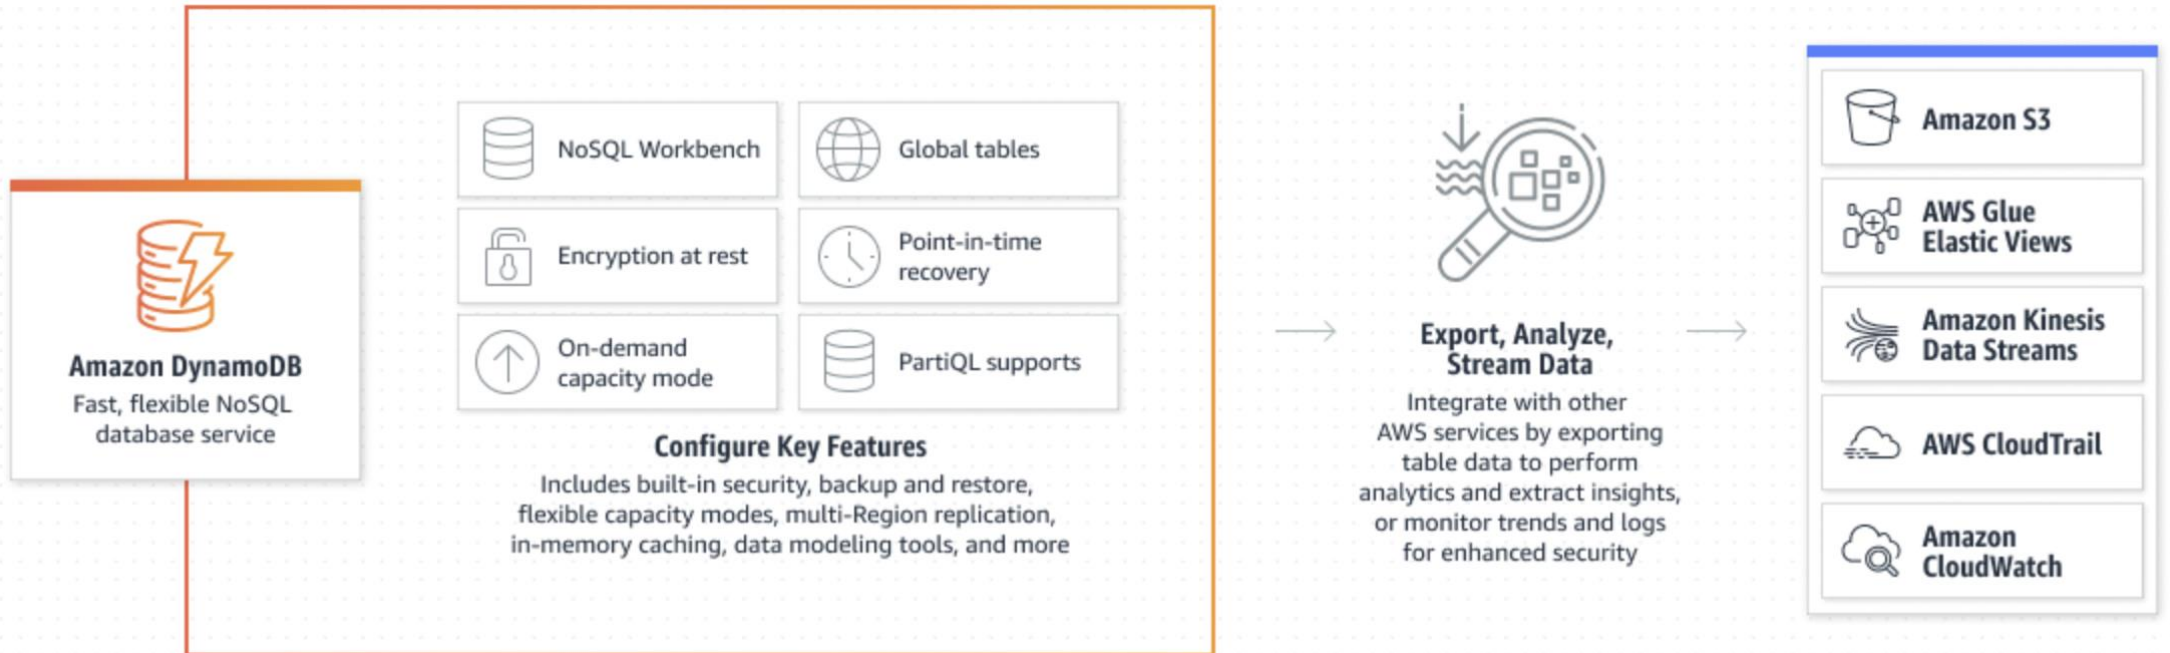 Amazon DynamoDB
Fast, flexible NoSQL
database service
NoSQL Workbench
Global tables
Encryption at rest
Point-in-time
recovery
On-demand
capacity mode
PartiQL supports
Configure Key Features
Includes built-in security, backup and restore,
flexible capacity modes, multi-Region replication,
in-memory caching, data modeling tools, and more
Export, Analyze,
Stream Data
Integrate with other
AWS services by exporting
table data to perform
analytics and extract insights,
or monitor trends and logs
for enhanced security
Amazon S3
AWS Glue
Elastic Views
Amazon Kinesis
Data Streams
AWS CloudTrail
Amazon
CloudWatch